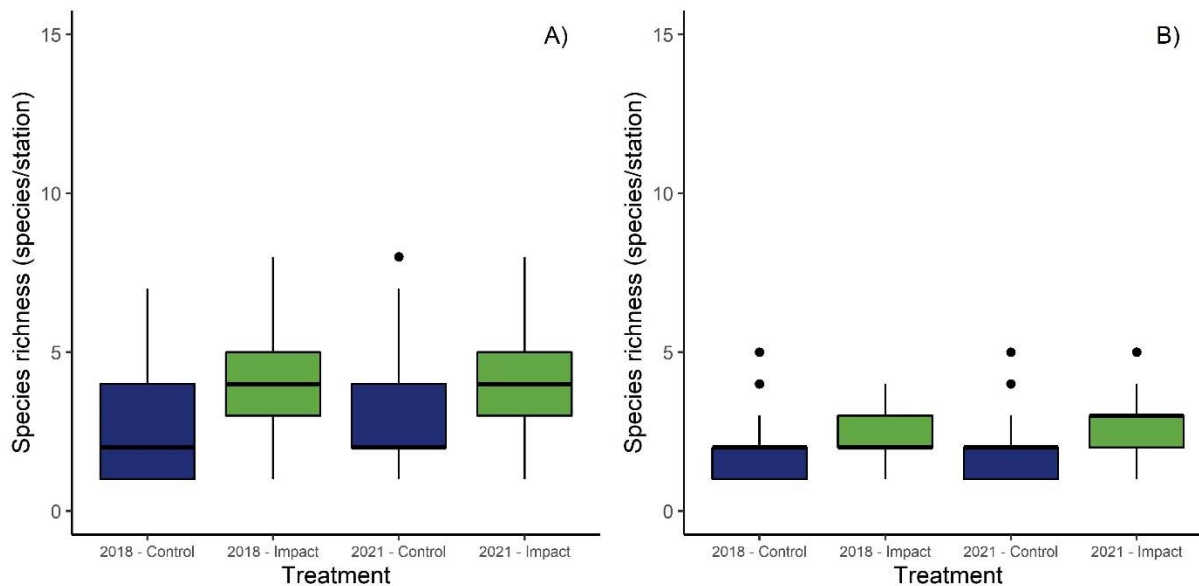 A)
Species richness (species/station)
15
10
5
0
2018 - Control 2018 - Impact 2021 - Control 2021 - Impact
Treatment
B)
Species richness (species/station)
15
10
5
0
2018 - Control 2018 - Impact 2021 - Control 2021 - Impact
Treatment